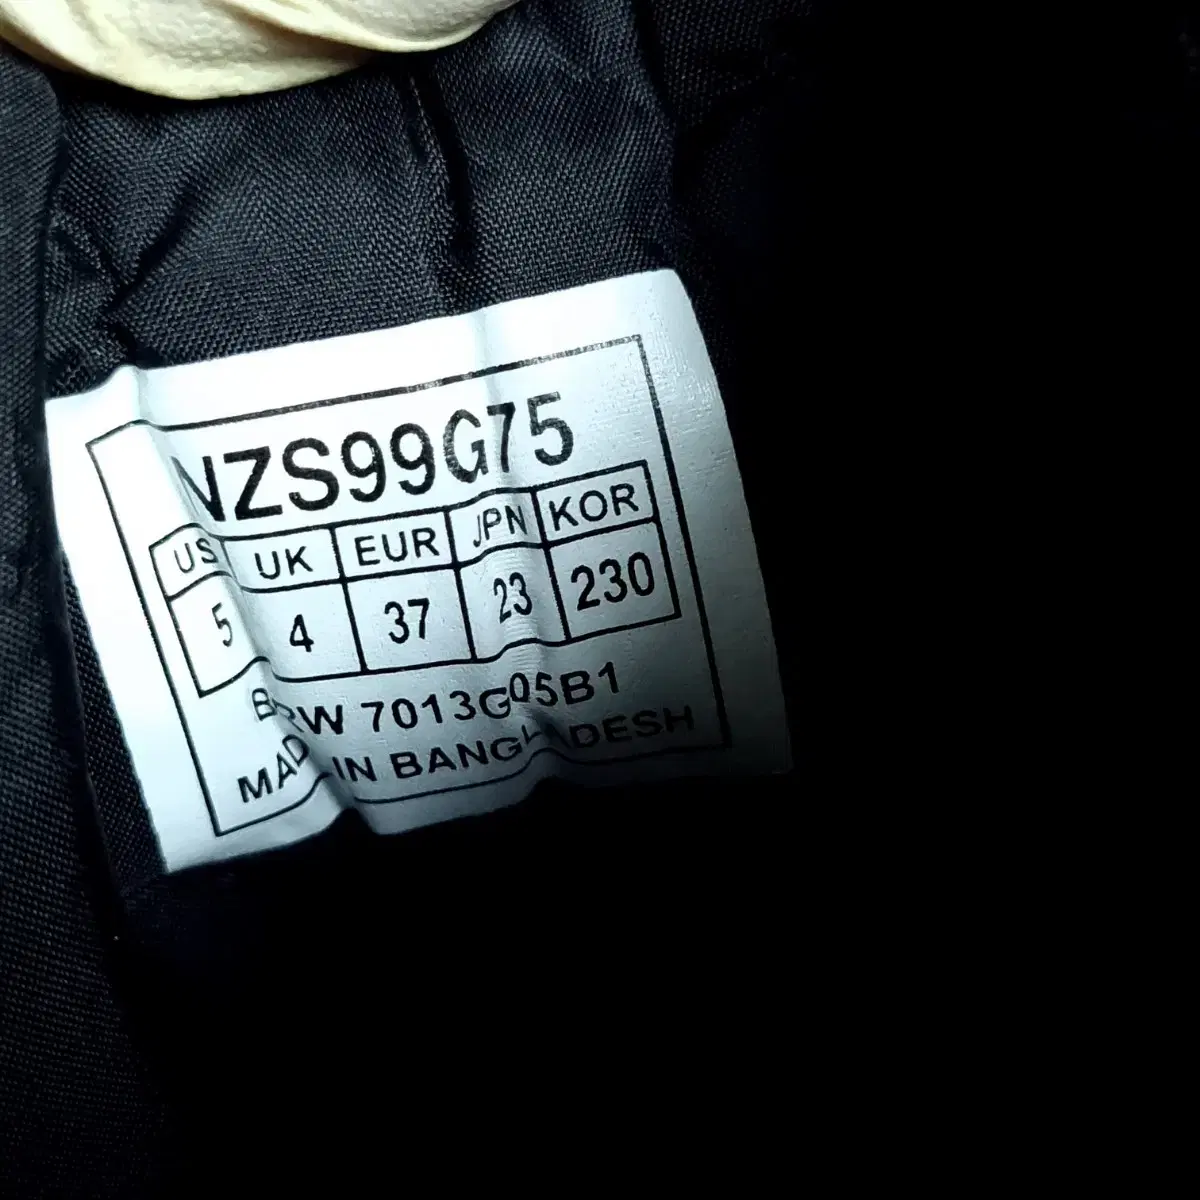 NZS99G75
US UK EUR JPN KOR
5 4 37 23 230
BRW 7013G05B1
MADE IN BANGLADESH